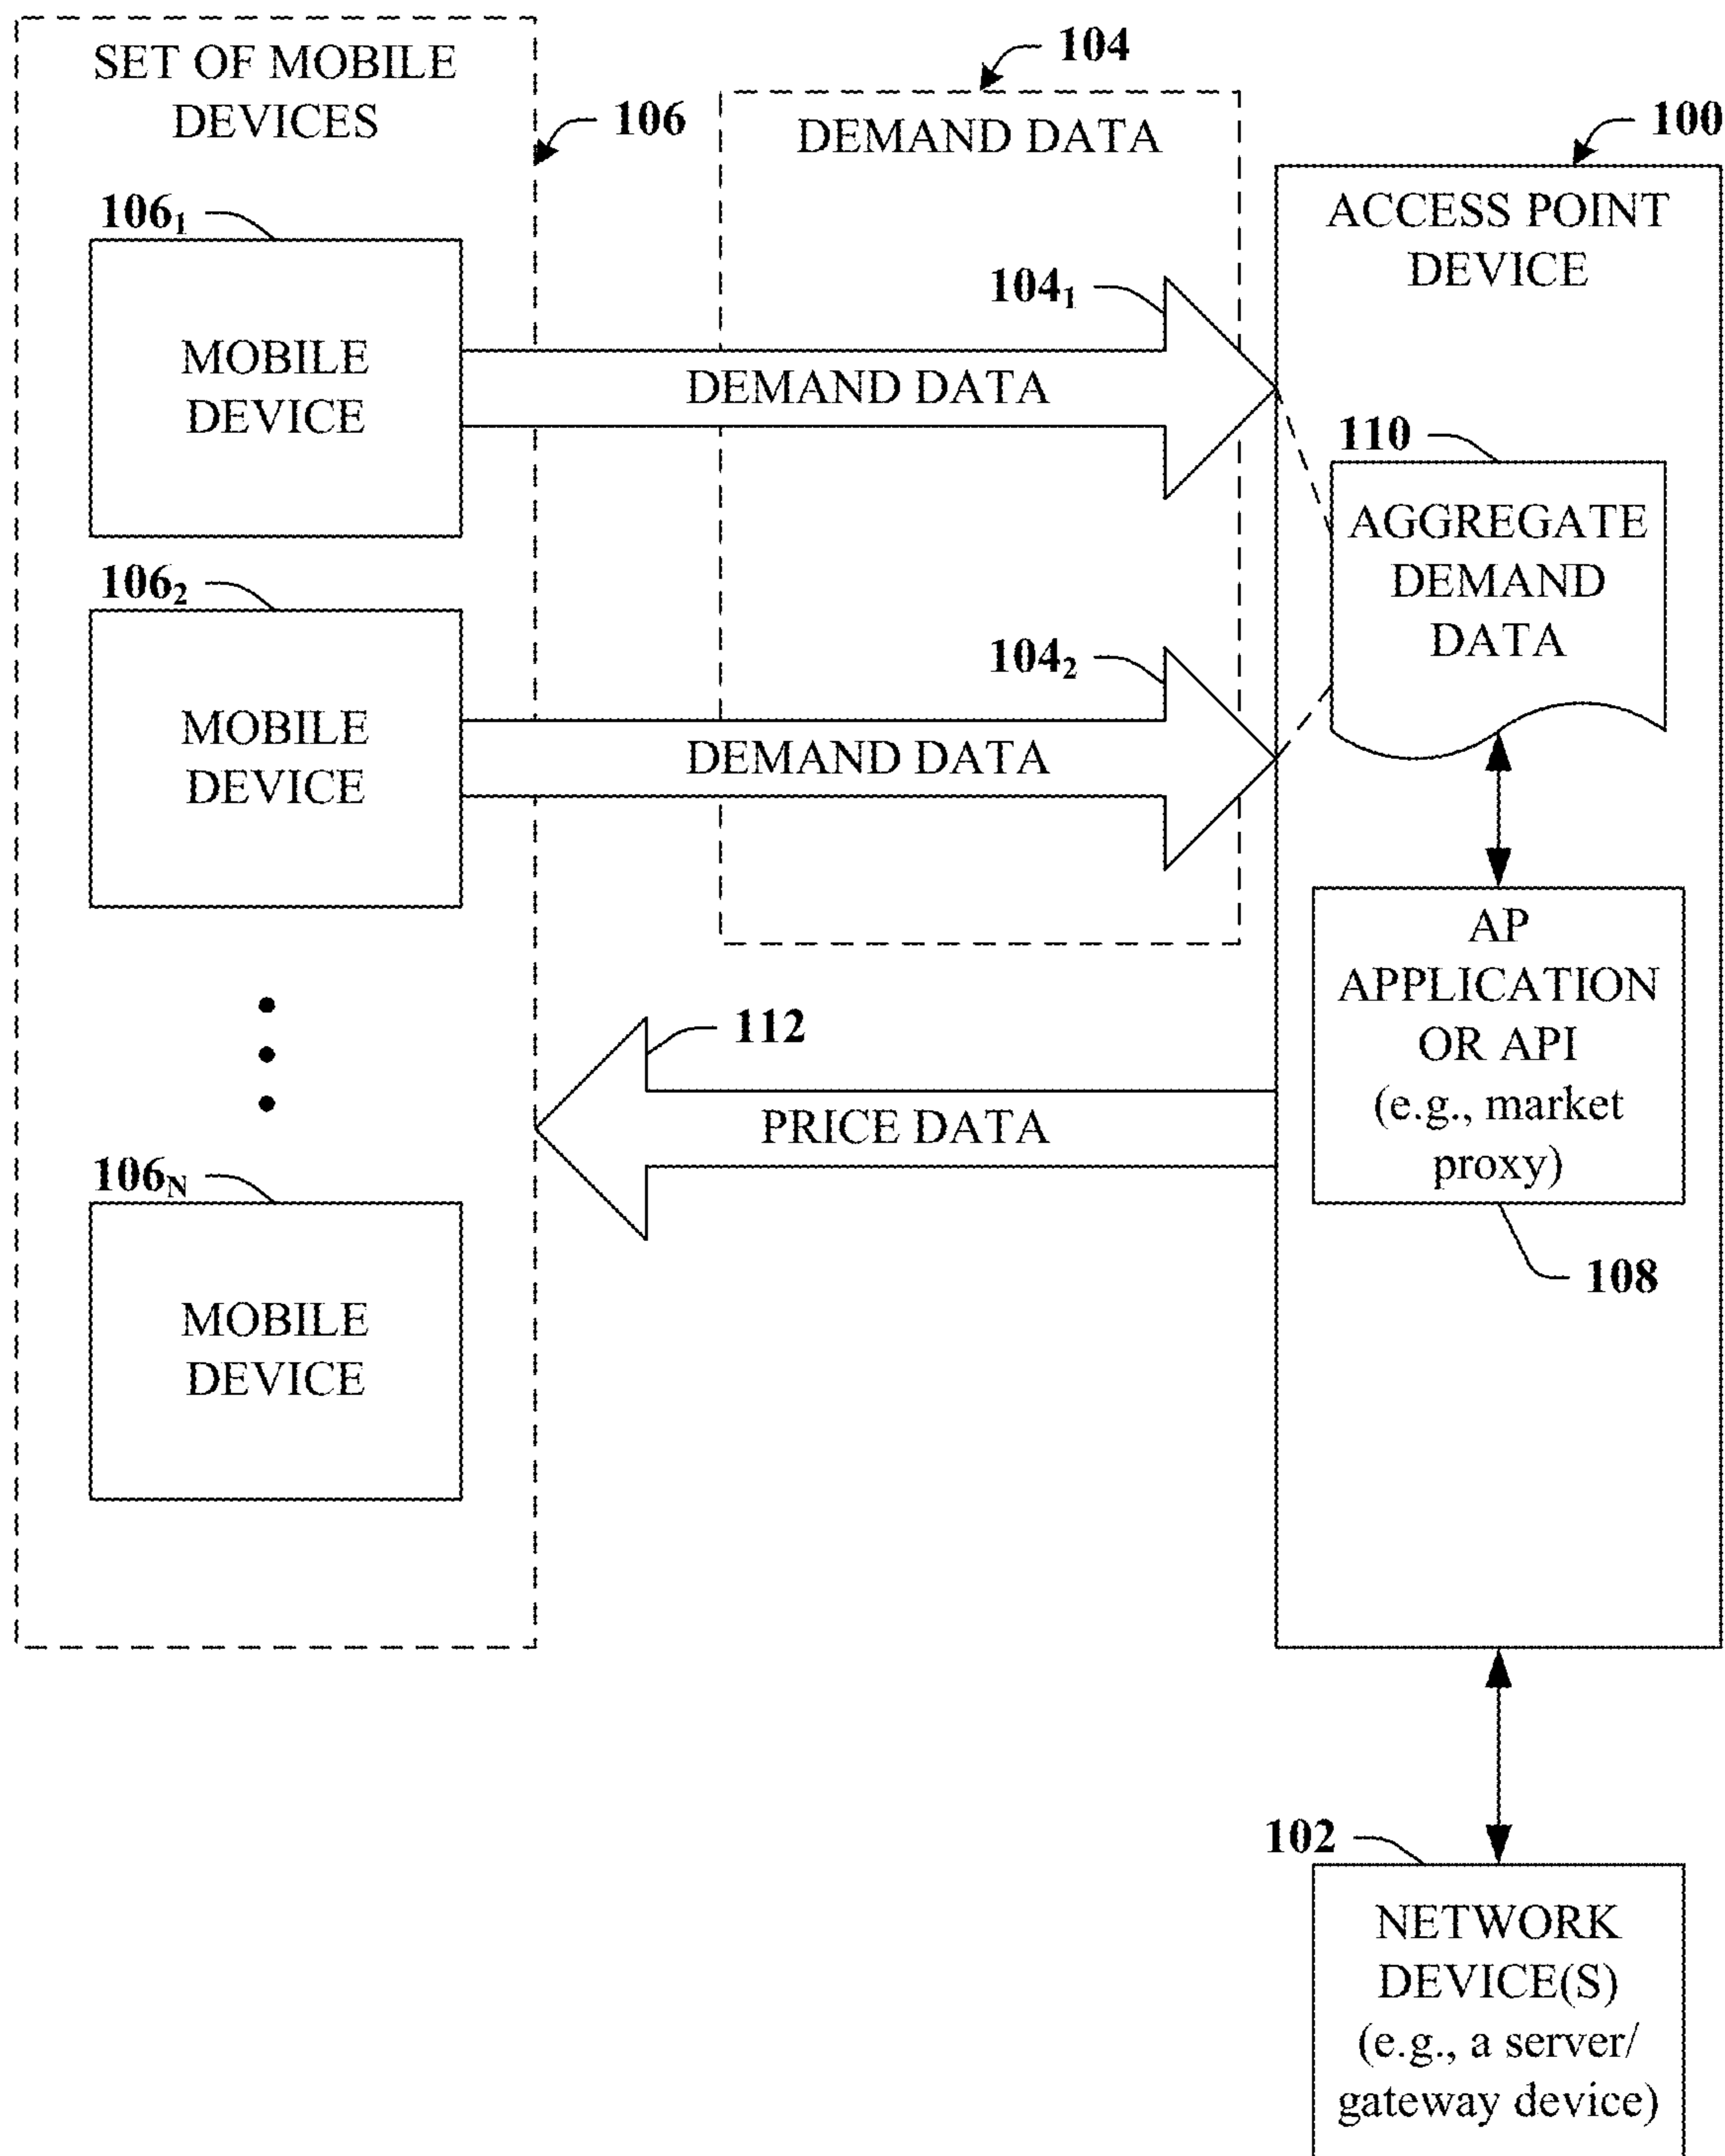 SET OF MOBILE
DEVICES
106
104
DEMAND DATA
100
ACCESS POINT
DEVICE
106₁
MOBILE
DEVICE
104₁
DEMAND DATA
110
AGGREGATE
DEMAND
DATA
106₂
MOBILE
DEVICE
104₂
DEMAND DATA
AP
APPLICATION
OR API
(e.g., market
proxy)
108
112
PRICE DATA
106N
MOBILE
DEVICE
102
NETWORK
DEVICE(S)
(e.g., a server/
gateway device)